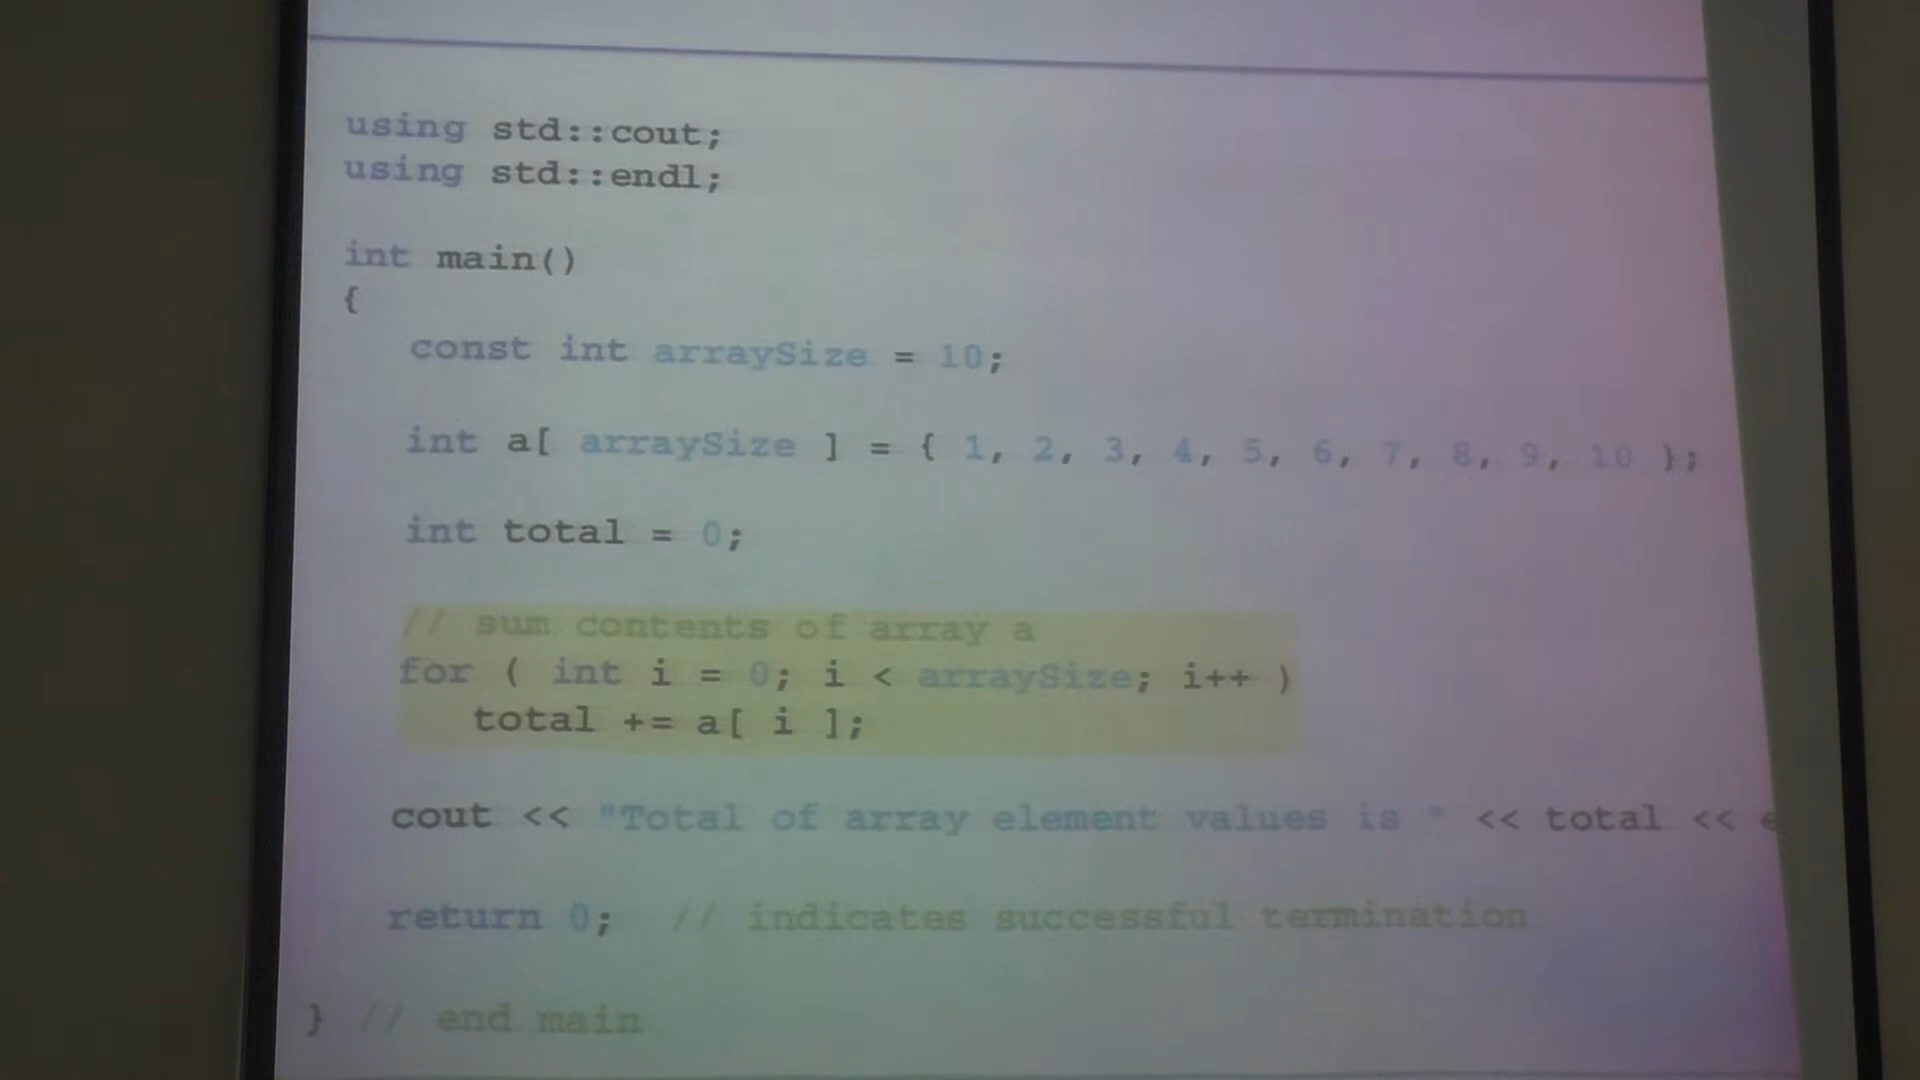 using std::cout;
using std::endl;
int main()
{
const int arraySize = 10;
int a[ arraySize ] = { 1, 2, 3, 4, 5, 6, 7, 8, 9, 10 };
int total = 0;
// sum contents of array a
for ( int i = 0; i < arraySize; i++ )
total += a[ i ];
cout << "Total of array element values is " << total <<
return 0; // indicates successful termination
} // end main